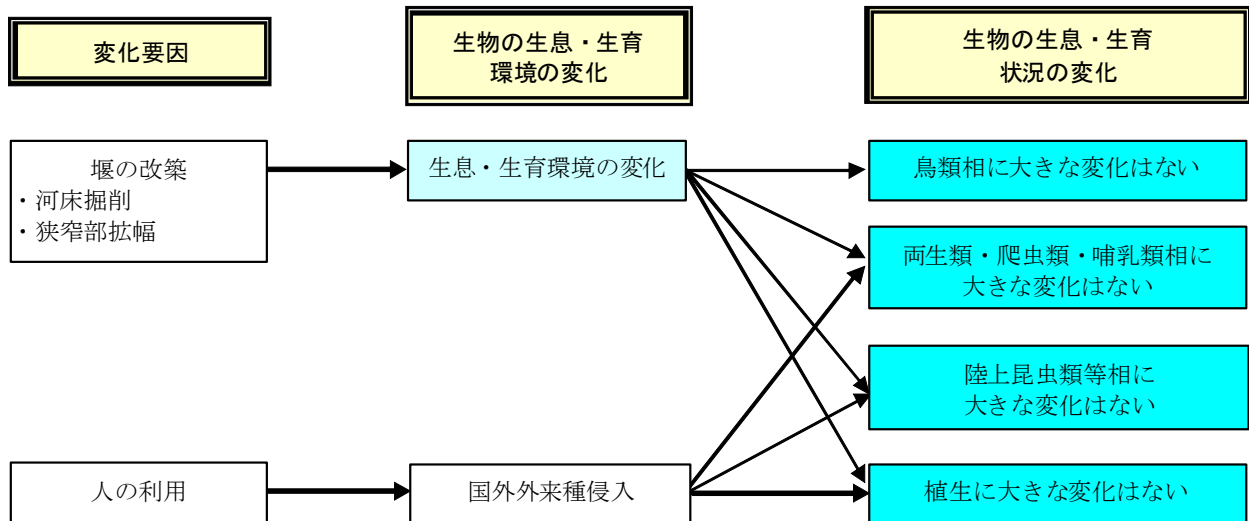 変化要因
生物の生息・生育
環境の変化
生物の生息・生育
状況の変化
堰の改築
・河床掘削
・狭窄部拡幅
生息・生育環境の変化
鳥類相に大きな変化はない
両生類・爬虫類・哺乳類相に
大きな変化はない
陸上昆虫類等相に
大きな変化はない
人の利用
国外外来種侵入
植生に大きな変化はない